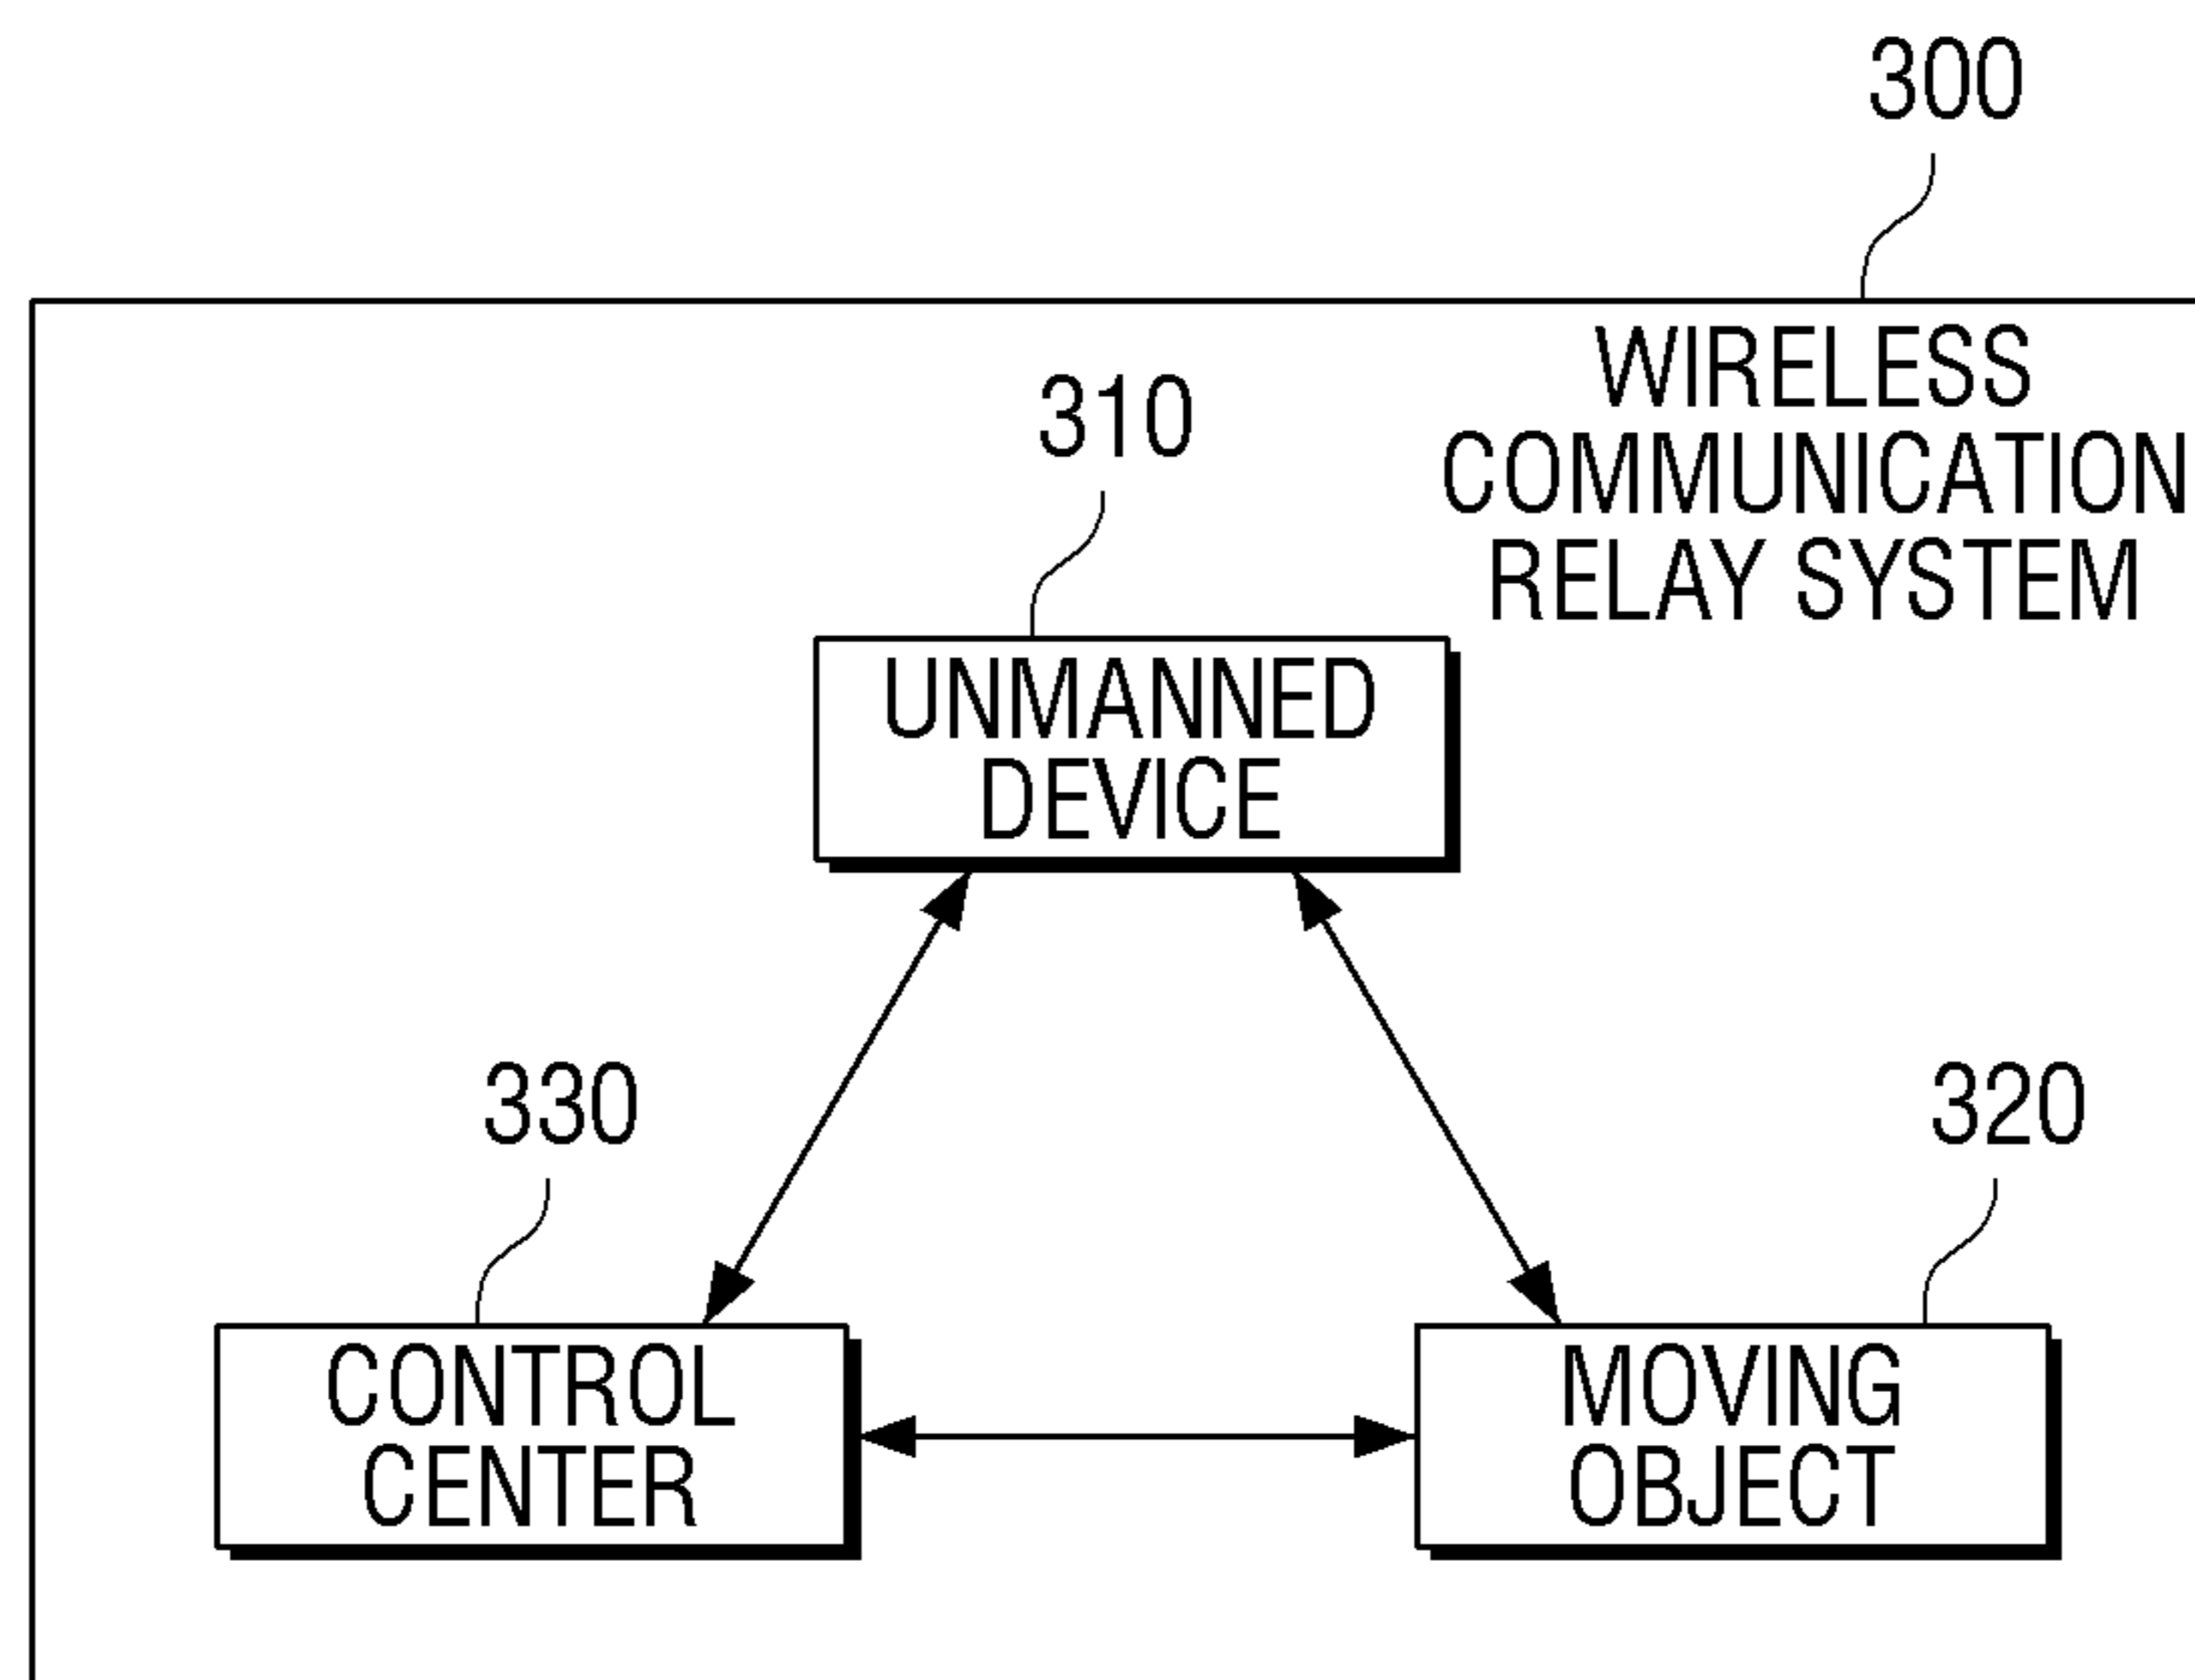 300
WIRELESS
COMMUNICATION
RELAY SYSTEM
310
UNMANNED
DEVICE
330
320
CONTROL
CENTER
MOVING
OBJECT